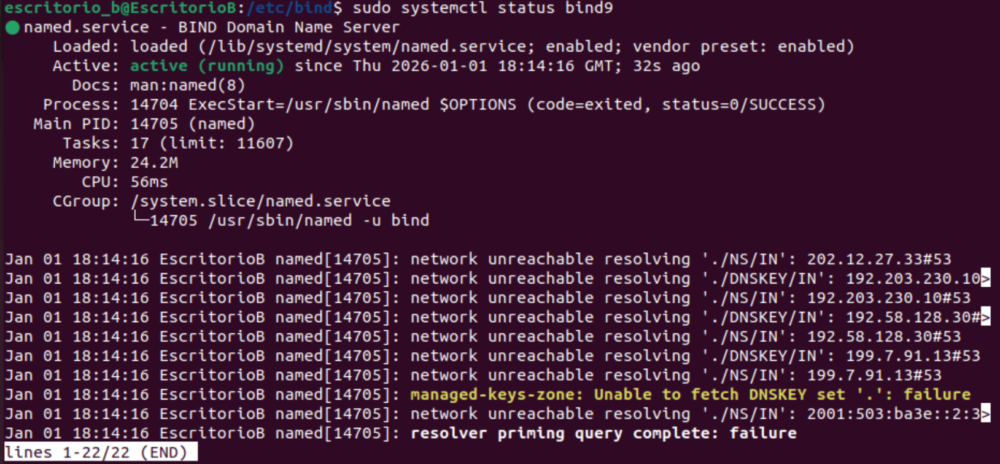 escritorio_b@EscritorioB:/etc/bind$ sudo systemctl status bind9
● named.service - BIND Domain Name Server
     Loaded: loaded (/lib/systemd/system/named.service; enabled; vendor preset: enabled)
     Active: active (running) since Thu 2026-01-01 18:14:16 GMT; 32s ago
       Docs: man:named(8)
    Process: 14704 ExecStart=/usr/sbin/named $OPTIONS (code=exited, status=0/SUCCESS)
   Main PID: 14705 (named)
      Tasks: 17 (limit: 11607)
     Memory: 24.2M
        CPU: 56ms
     CGroup: /system.slice/named.service
             └─14705 /usr/sbin/named -u bind

Jan 01 18:14:16 EscritorioB named[14705]: network unreachable resolving './NS/IN': 202.12.27.33#53
Jan 01 18:14:16 EscritorioB named[14705]: network unreachable resolving './DNSKEY/IN': 192.203.230.10>
Jan 01 18:14:16 EscritorioB named[14705]: network unreachable resolving './NS/IN': 192.203.230.10#53
Jan 01 18:14:16 EscritorioB named[14705]: network unreachable resolving './DNSKEY/IN': 192.58.128.30#>
Jan 01 18:14:16 EscritorioB named[14705]: network unreachable resolving './NS/IN': 192.58.128.30#53
Jan 01 18:14:16 EscritorioB named[14705]: network unreachable resolving './DNSKEY/IN': 199.7.91.13#53
Jan 01 18:14:16 EscritorioB named[14705]: network unreachable resolving './NS/IN': 199.7.91.13#53
Jan 01 18:14:16 EscritorioB named[14705]: managed-keys-zone: Unable to fetch DNSKEY set '.': failure
Jan 01 18:14:16 EscritorioB named[14705]: network unreachable resolving './NS/IN': 2001:503:ba3e::2:3>
Jan 01 18:14:16 EscritorioB named[14705]: resolver priming query complete: failure
lines 1-22/22 (END)